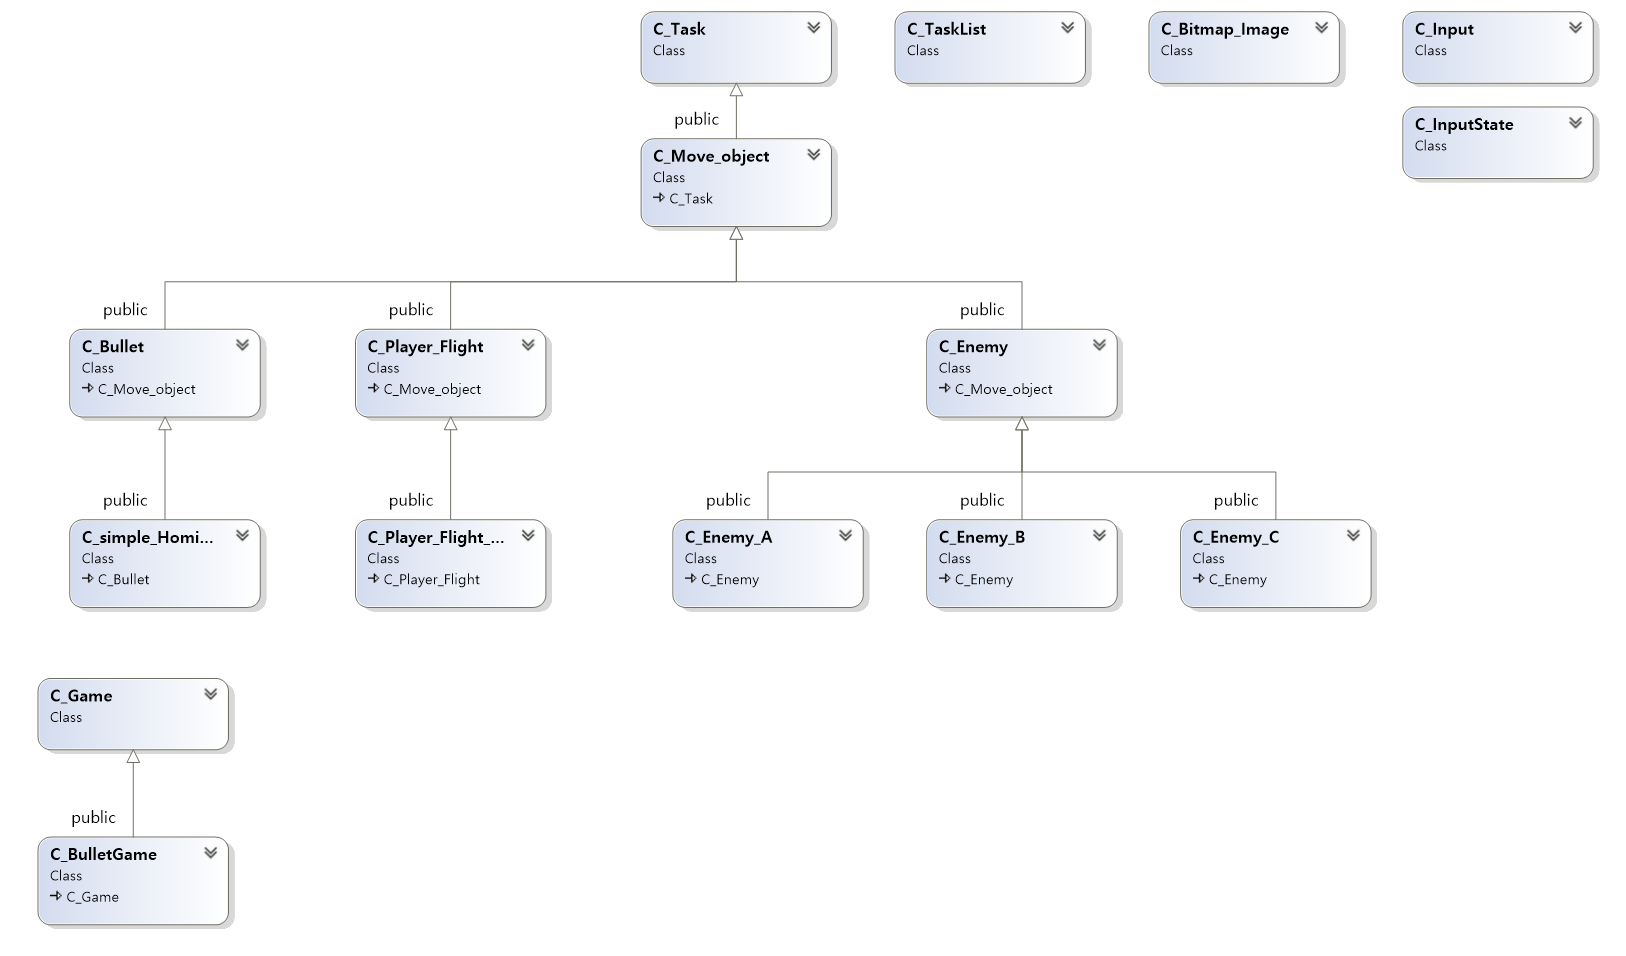 C_Task
Class
C_TaskList
Class
C_Bitmap_Image
Class
C_Input
Class
public
C_InputState
Class
C_Move_object
Class
C_Task
public
public
public
C_Bullet
Class
C_Move_object
C_Player_Flight
Class
C_Move_object
C_Enemy
Class
C_Move_object
public
public
public
public
public
C_simple_Homi...
Class
C_Bullet
C_Player_Flight_...
Class
C_Player_Flight
C_Enemy_A
Class
C_Enemy
C_Enemy_B
Class
C_Enemy
C_Enemy_C
Class
C_Enemy
C_Game
Class
public
C_BulletGame
Class
C_Game